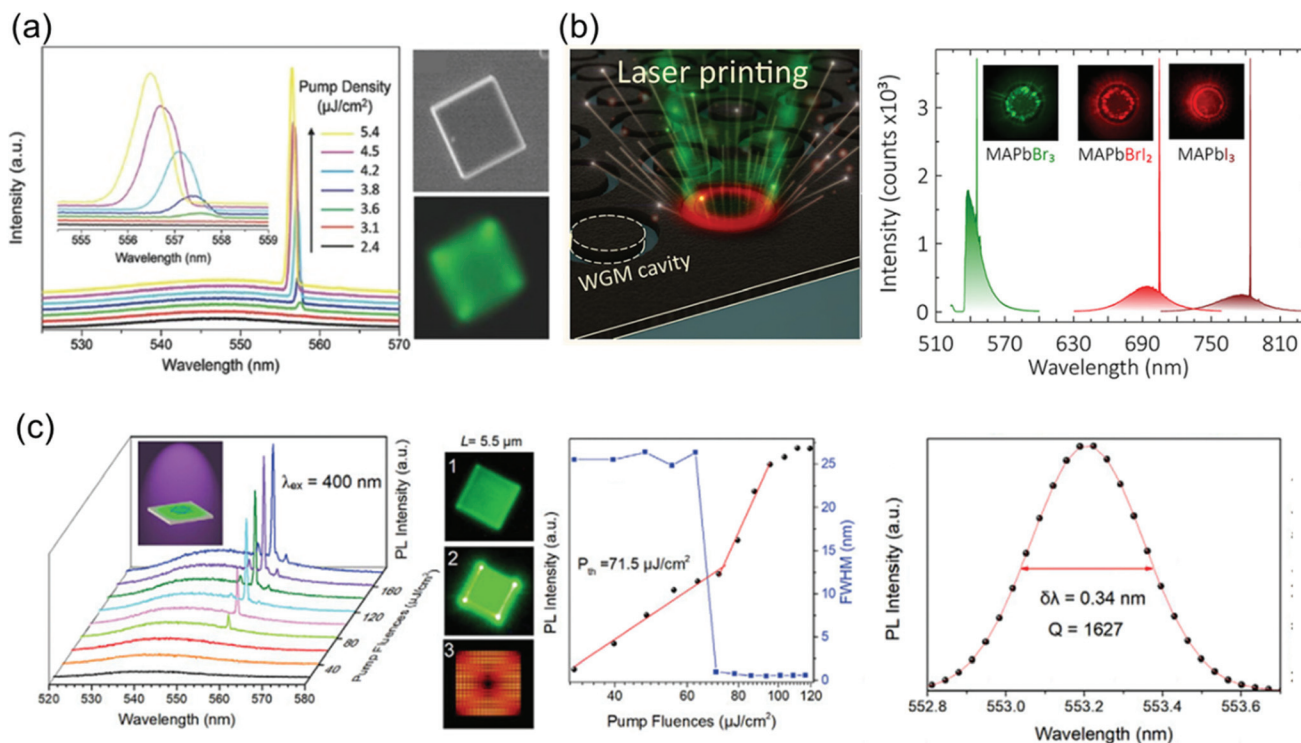 (a)
Intensity (a.u.)
Pump Density
(μJ/cm²)
5.4
4.5
4.2
3.8
3.6
3.1
2.4
555 556 557 558 559
Wavelength (nm)
530 540 550 560 570
Wavelength (nm)
(b)
Laser printing
WGM cavity
Intensity (counts x10³)
3
2
1
0
MAPbBr₃ MAPbBrI₂ MAPbI₃
510 570 630 690 750 810
Wavelength (nm)
(c)
λex = 400 nm
PL Intensity (a.u.)
160
120
80
40
Pump Fluences (μJ/cm²)
520 530 540 550 560 570 580
Wavelength (nm)
L= 5.5 μm
1
2
3
PL Intensity (a.u.)
Pth =71.5 μJ/cm²
25
20
15
10
5
0
FWHM (nm)
40 60 80 100 120
Pump Fluences (μJ/cm²)
PL Intensity (a.u.)
δλ = 0.34 nm
Q = 1627
552.8 553.0 553.2 553.4 553.6
Wavelength (nm)